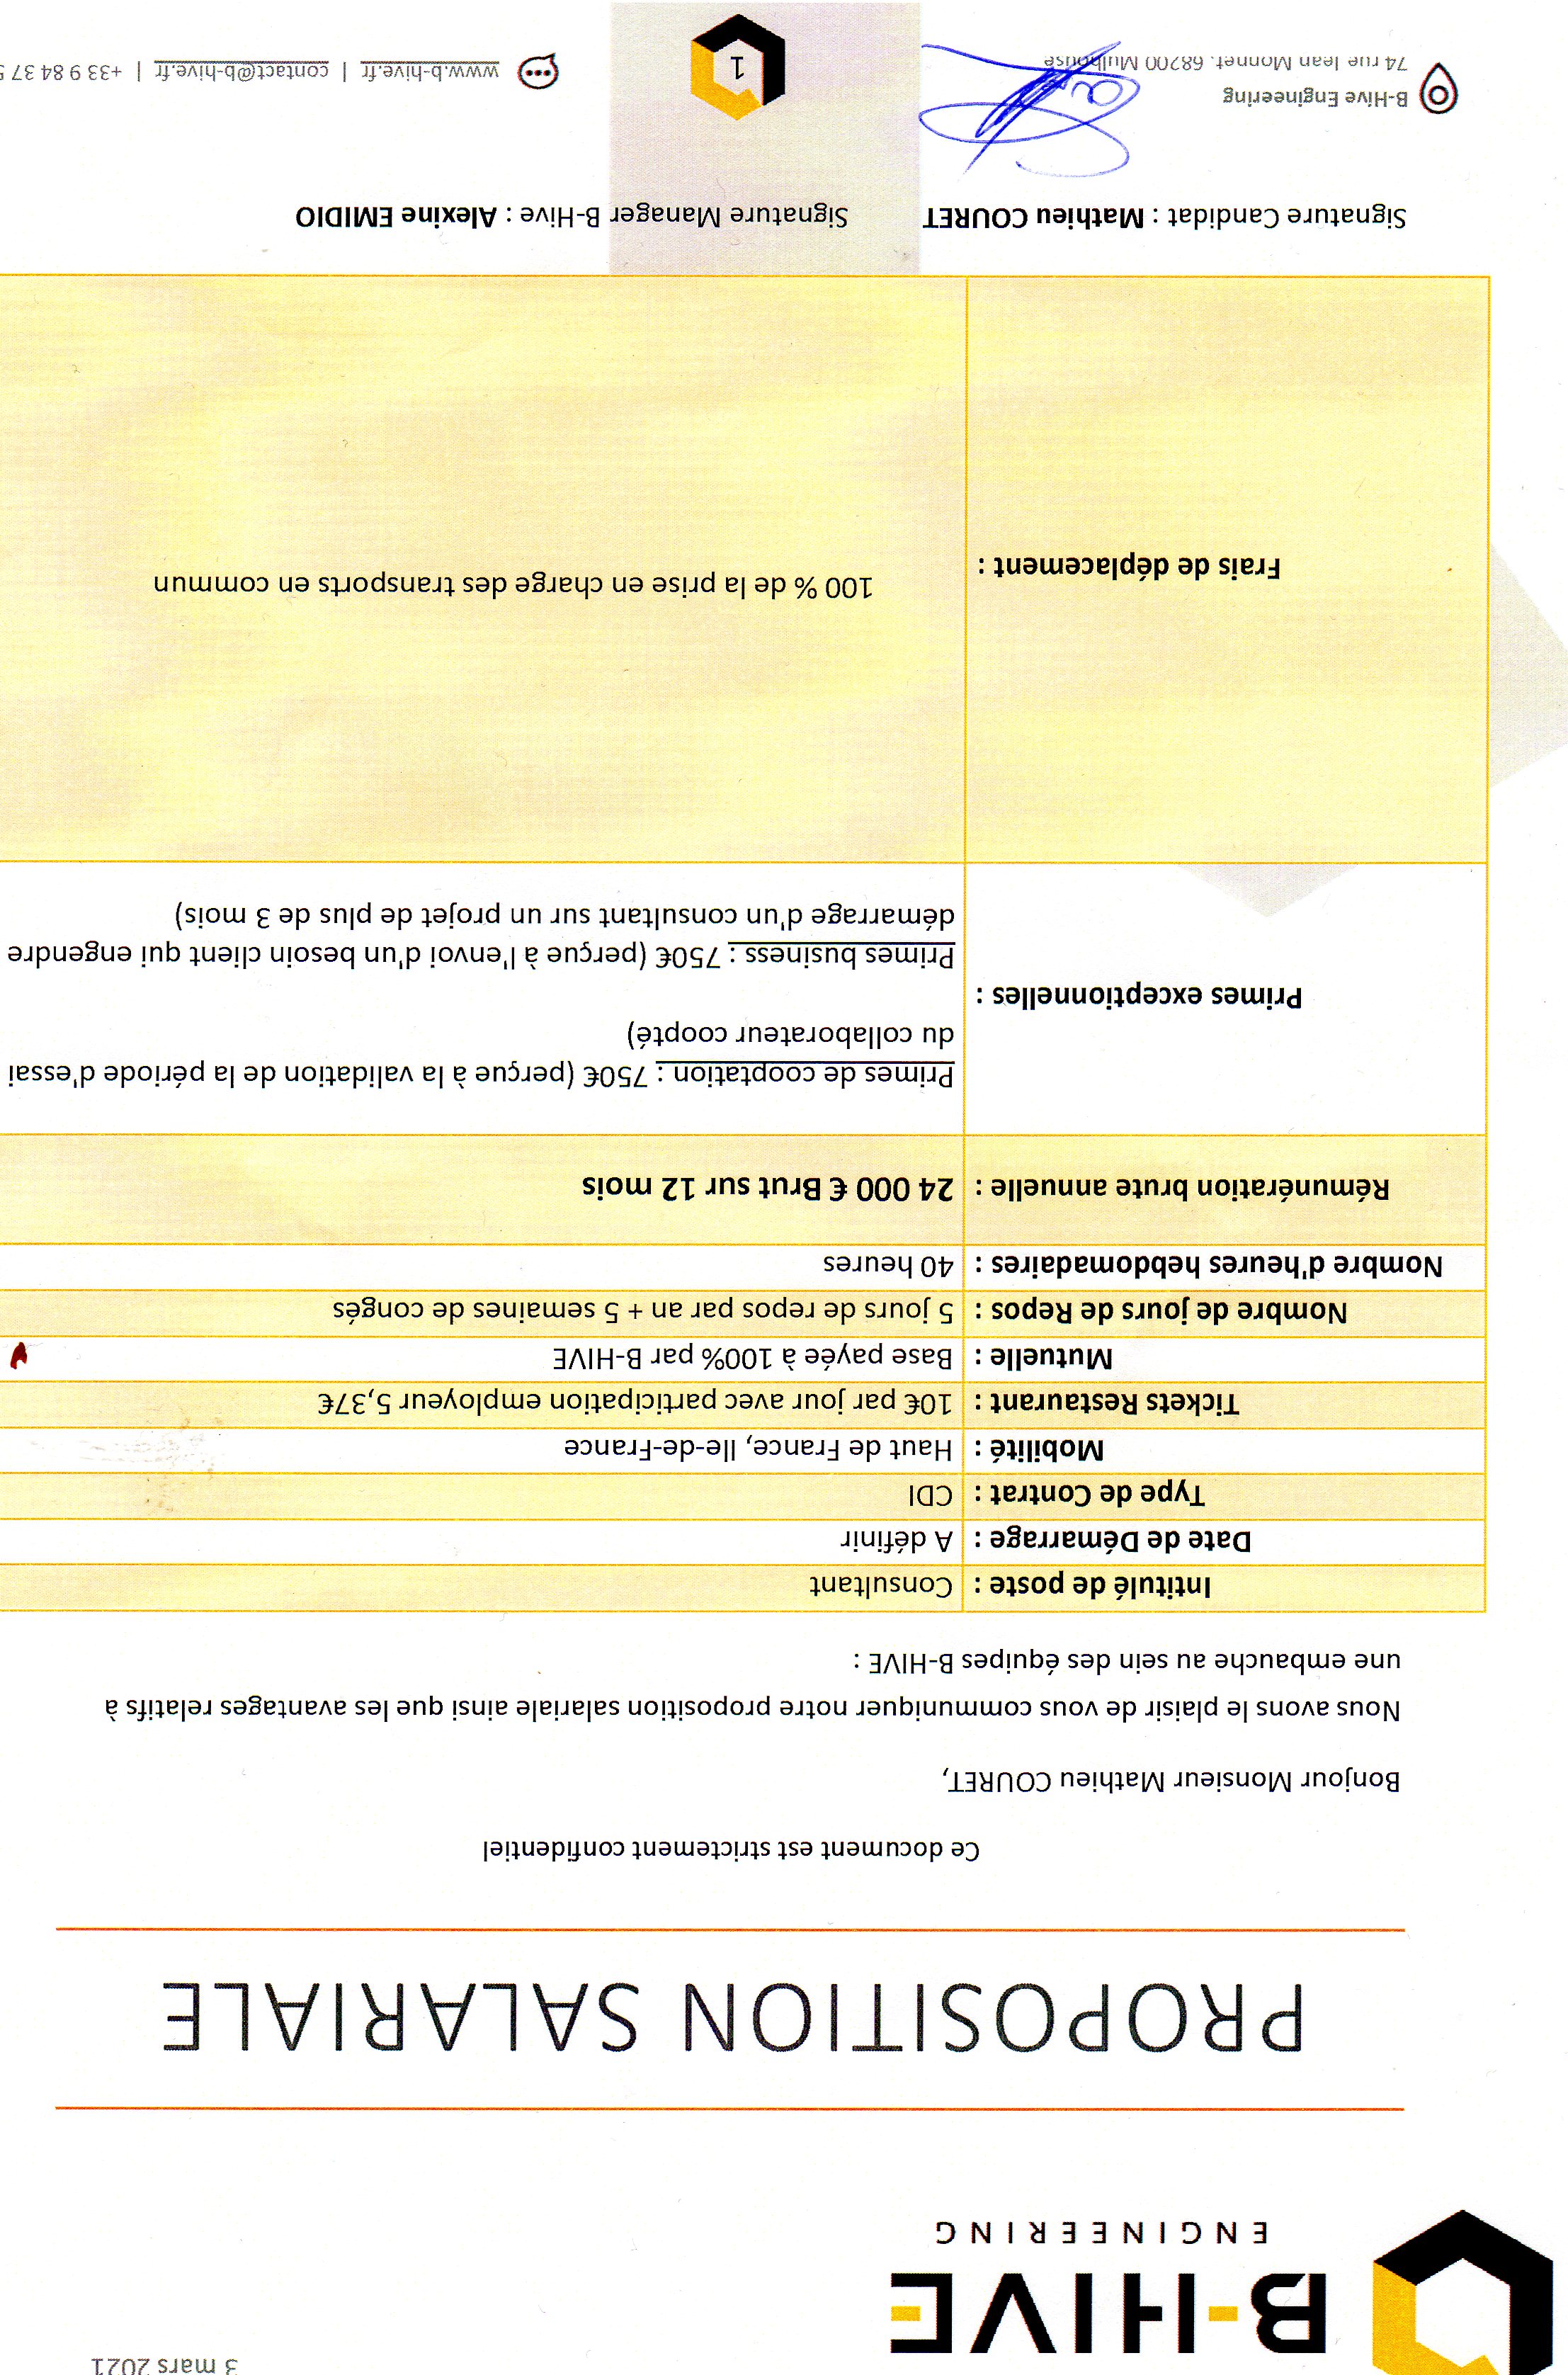 3 mars 2021
B-HIVE
ENGINEERING
PROPOSITION SALARIALE
Ce document est strictement confidentiel
Bonjour Monsieur Mathieu COURET,
Nous avons le plaisir de vous communiquer notre proposition salariale ainsi que les avantages relatifs à
une embauche au sein des équipes B-HIVE :
Intitulé de poste : Consultant
Date de Démarrage : A définir
Type de Contrat : CDI
Mobilité : Haut de France, Ile-de-France
Tickets Restaurant : 10€ par jour avec participation employeur 5,37€
Mutuelle : Base payée à 100% par B-HIVE
Nombre de jours de Repos : 5 jours de repos par an + 5 semaines de congés
Nombre d'heures hebdomadaires : 40 heures
Rémunération brute annuelle : 24 000 € Brut sur 12 mois
Primes exceptionnelles :
Primes de cooptation : 750€ (perçue à la validation de la période d'essai
du collaborateur coopté)
Primes business : 750€ (perçue à l'envoi d'un besoin client qui engendre
démarrage d'un consultant sur un projet de plus de 3 mois)
Frais de déplacement : 100 % de la prise en charge des transports en commun
Signature Candidat : Mathieu COURET
Signature Manager B-Hive : Alexine EMIDIO
B-Hive Engineering
74 rue Jean Monnet, 68200 Mulhouse
1
www.b-hive.fr | contact@b-hive.fr | +33 9 84 37